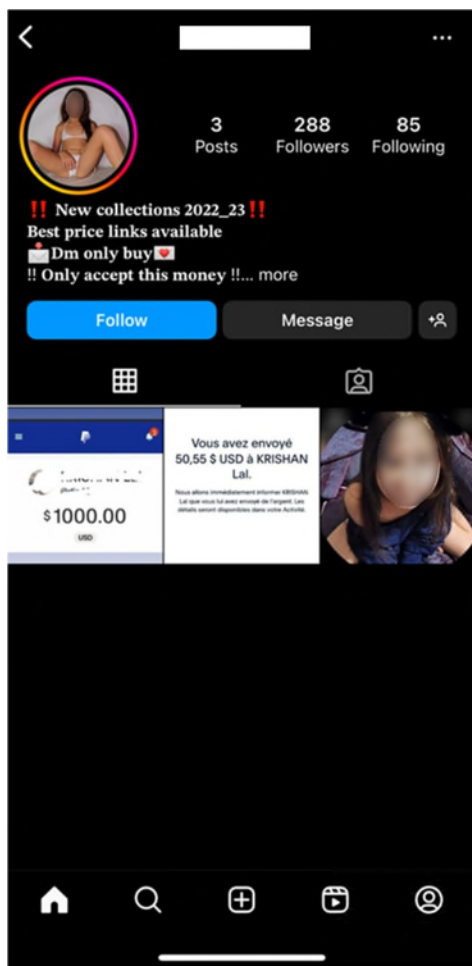 3 288 85
Posts Followers Following
‼ New collections 2022_23‼
Best price links available
📩Dm only buy💌
!! Only accept this money !!... more
Follow Message
$1000.00
USD
Vous avez envoyé
50,55 $ USD à KRISHAN
Lal.
Nous allons immédiatement informer KRISHAN
Lal que vous lui avez envoyé de l'argent. Les
détails seront disponibles dans votre Activité.